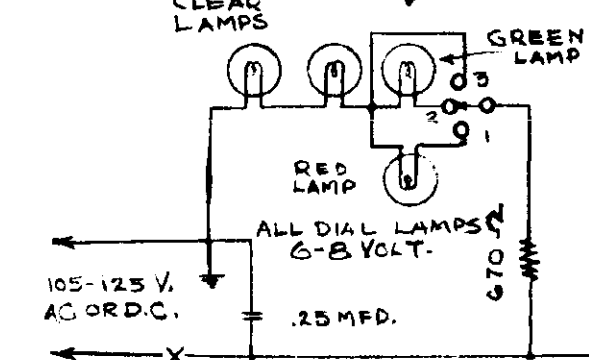 CLEAR
LAMPS
GREEN
LAMP
3
2
1
RED
LAMP
ALL DIAL LAMPS
6-8 VOLT.
670 Ω
105-125 V.
AC OR D.C.
.25 MFD.
X